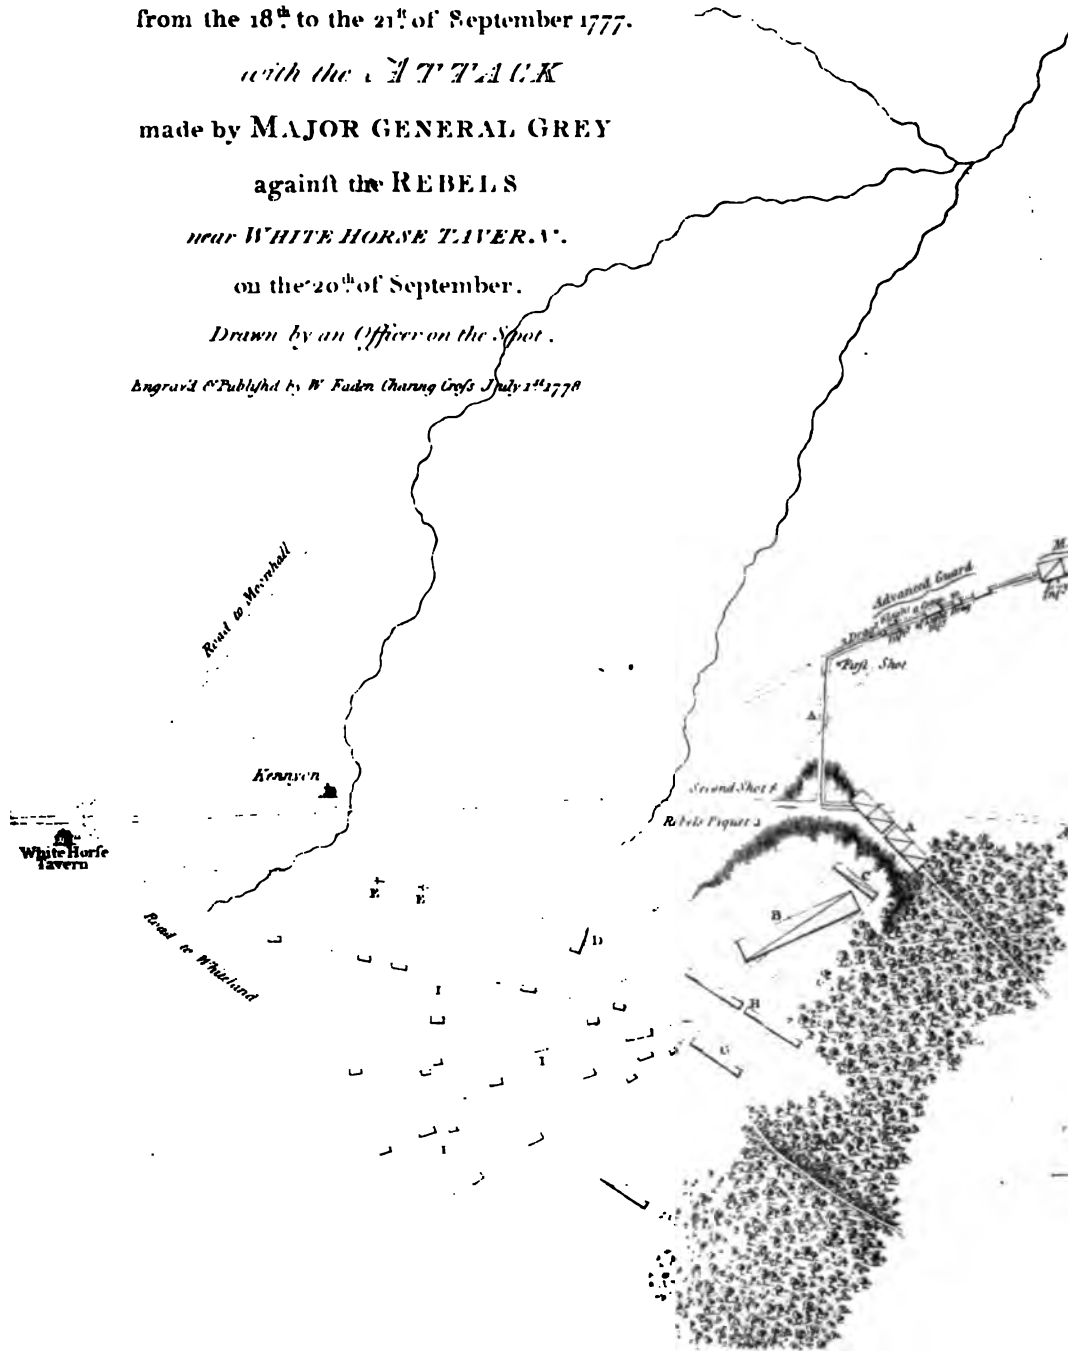 from the 18th. to the 21st. of September 1777.
with the ATTACK
made by MAJOR GENERAL GREY
againſt the REBELS
near WHITE HORSE TAVERN.
on the 20th. of September.
Drawn by an Officer on the Spot.
Engrav'd & Publiſhd by W Faden Charing Croſs July 1st 1778
Road to Moorehall
Advanced Guard
Firſt Shot
A
Kennyon
Second Shot
Rebels Piquet
White Horſe
Tavern
Road to Whiteland
E
E
C
B
D
I
H
G
I
I